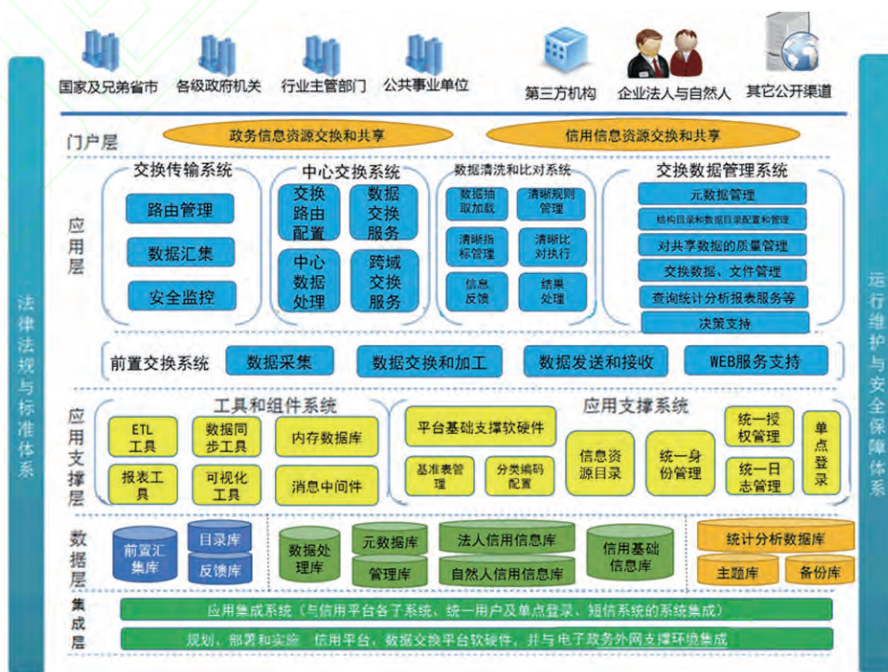 国家及兄弟省市 各级政府机关 行业主管部门 公共事业单位 第三方机构 企业法人与自然人 其它公开渠道
法律法规与标准体系
运行维护与安全保障体系
门户层
政务信息资源交换和共享 信用信息资源交换和共享
应用层
交换传输系统
路由管理
数据汇集
安全监控
中心交换系统
交换
路由
配置
数据
交换
服务
中心
数据
处理
跨域
交换
服务
数据清洗和比对系统
数据抽
取加载
清晰规则
管理
清晰指
标管理
清晰比
对执行
信息
反馈
结果
处理
交换数据管理系统
元数据管理
结构目录和数据目录配置和管理
对共享数据的质量管理
交换数据、文件管理
查询统计分析报表服务等
决策支持
前置交换系统 数据采集 数据交换和加工 数据发送和接收 WEB服务支持
应用支撑层
工具和组件系统
ETL
工具
数据同
步工具
内存数据库
报表工
具
可视化
工具
消息中间件
应用支撑系统
平台基础支撑软硬件
基准表管
理
分类编码
配置
信息资
源目录
统一身
份管理
统一授
权管理
统一日
志管理
单点登录
数据层
前置汇
集库
目录库
反馈库
数据处
理库
元数据库
管理库
法人信用信息库
自然人信用信息库
信用基础
信息库
统计分析数据库
主题库 备份库
集成层
应用集成系统（与信用平台各子系统、统一用户及单点登录、短信系统的系统集成）
规划、部署和实施 信用平台、数据交换平台软硬件，并与电子政务外网支撑环境集成